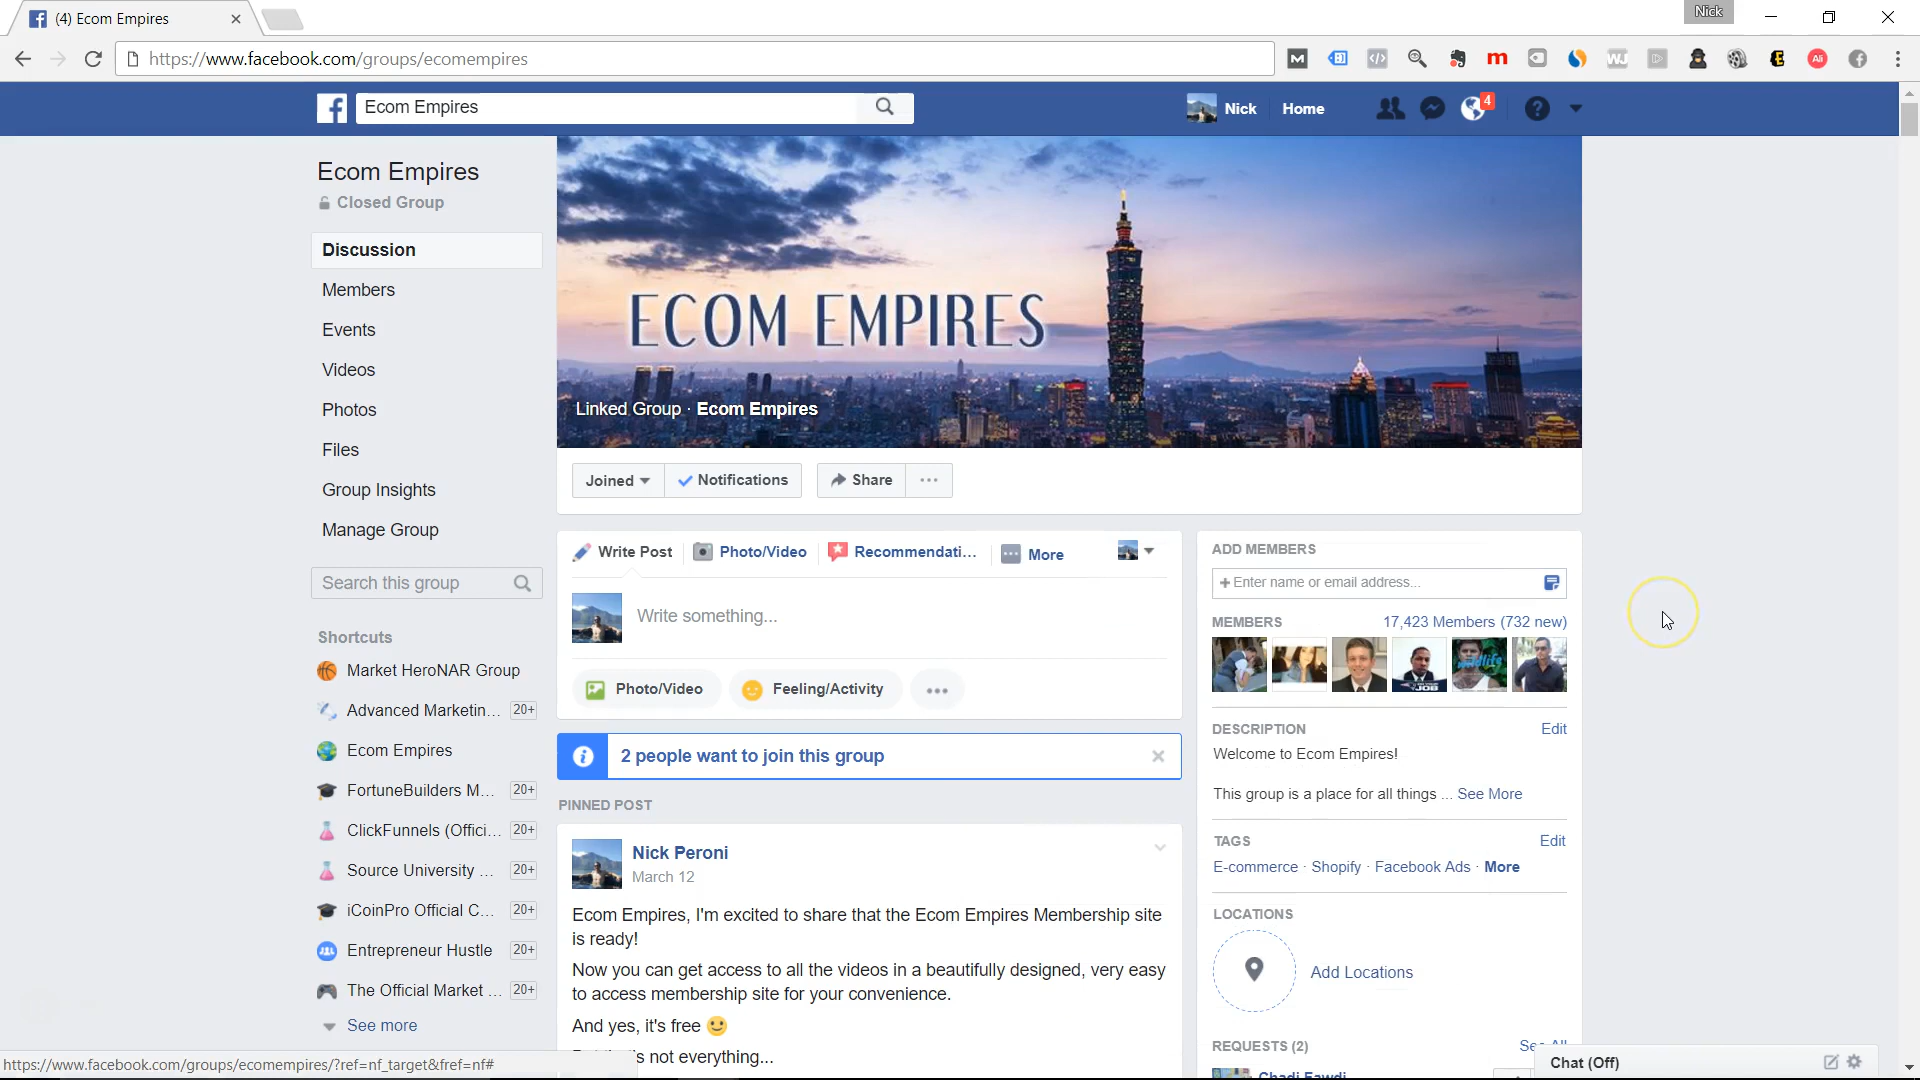 (4) Ecom Empires
Nick
https://www.facebook.com/groups/ecomempires
Ecom Empires
Nick
Home
4
Ecom Empires
Closed Group
Discussion
Members
Events
Videos
Photos
Files
Group Insights
Manage Group
Search this group
Shortcuts
Market HeroNAR Group
Advanced Marketin... 20+
Ecom Empires
FortuneBuilders M... 20+
ClickFunnels (Offici... 20+
Source University ... 20+
iCoinPro Official C... 20+
Entrepreneur Hustle 20+
The Official Market ... 20+
See more
ECOM EMPIRES
Linked Group · Ecom Empires
Joined
Notifications
Share
Write Post
Photo/Video
Recommendati...
More
Write something...
Photo/Video
Feeling/Activity
2 people want to join this group
PINNED POST
Nick Peroni
March 12
Ecom Empires, I'm excited to share that the Ecom Empires Membership site
is ready!
Now you can get access to all the videos in a beautifully designed, very easy
to access membership site for your convenience.
And yes, it's free
s not everything...
ADD MEMBERS
+ Enter name or email address...
MEMBERS
17,423 Members (732 new)
DESCRIPTION
Edit
Welcome to Ecom Empires!
This group is a place for all things ... See More
TAGS
Edit
E-commerce · Shopify · Facebook Ads · More
LOCATIONS
Add Locations
REQUESTS (2)
See All
Chadi Fawdi
Chat (Off)
https://www.facebook.com/groups/ecomempires/?ref=nf_target&fref=nf#